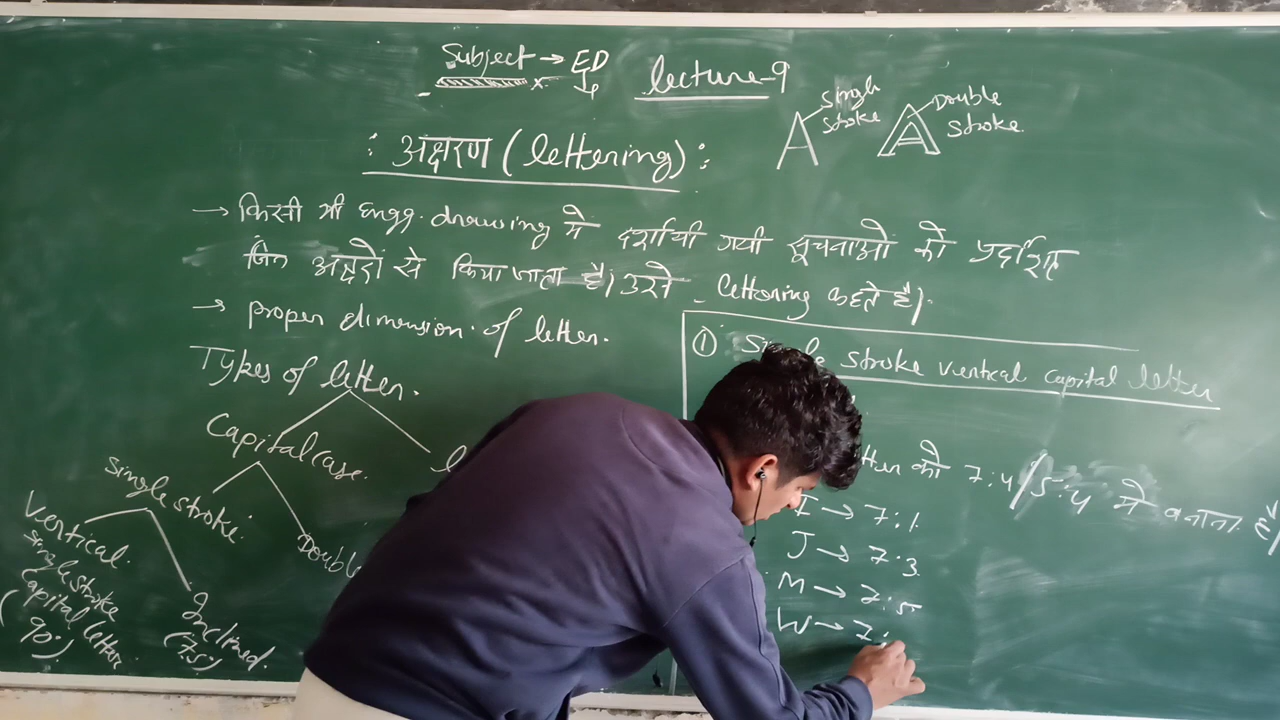 Subject → ED
Lecture-9
A Single stroke
A Double stroke
: अक्षरण (lettering) :
→ किसी भी Engg. drawing में दर्शायी गयी सूचनाओं को प्रदर्शित
जिन अक्षरों से किया जाता है। उसे lettering कहते है।
→ proper dimension of letter.
Types of letter.
Capital case.
Single stroke.
Double
Vertical.
Single stroke
Capital letter
(90°)
Inclined.
(75°)
① stroke vertical capital letter
को 7:4/5:4 मे बनाना है
I → 7:1
J → 7:3
M → 7:5
W → 7: